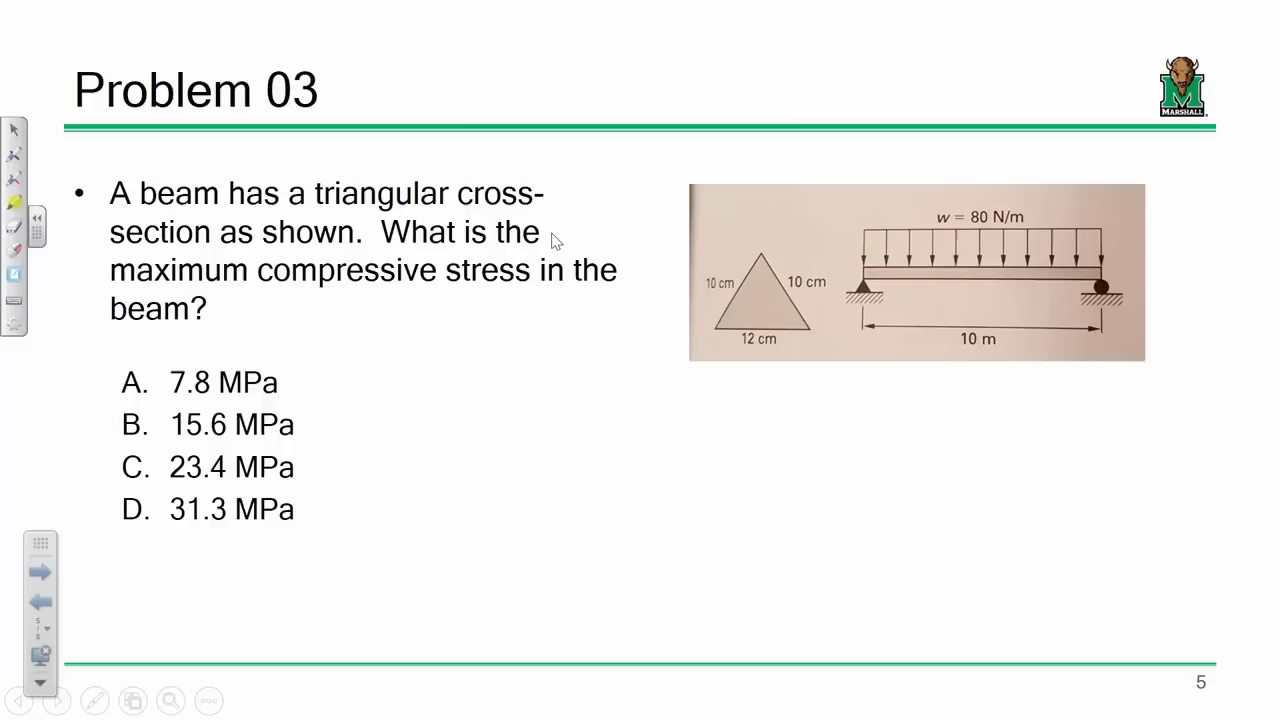 Problem 03
MARSHALL
• A beam has a triangular cross-
section as shown. What is the
maximum compressive stress in the
beam?
A. 7.8 MPa
B. 15.6 MPa
C. 23.4 MPa
D. 31.3 MPa
w = 80 N/m
10 cm
10 cm
12 cm
10 m
5
/
8
5